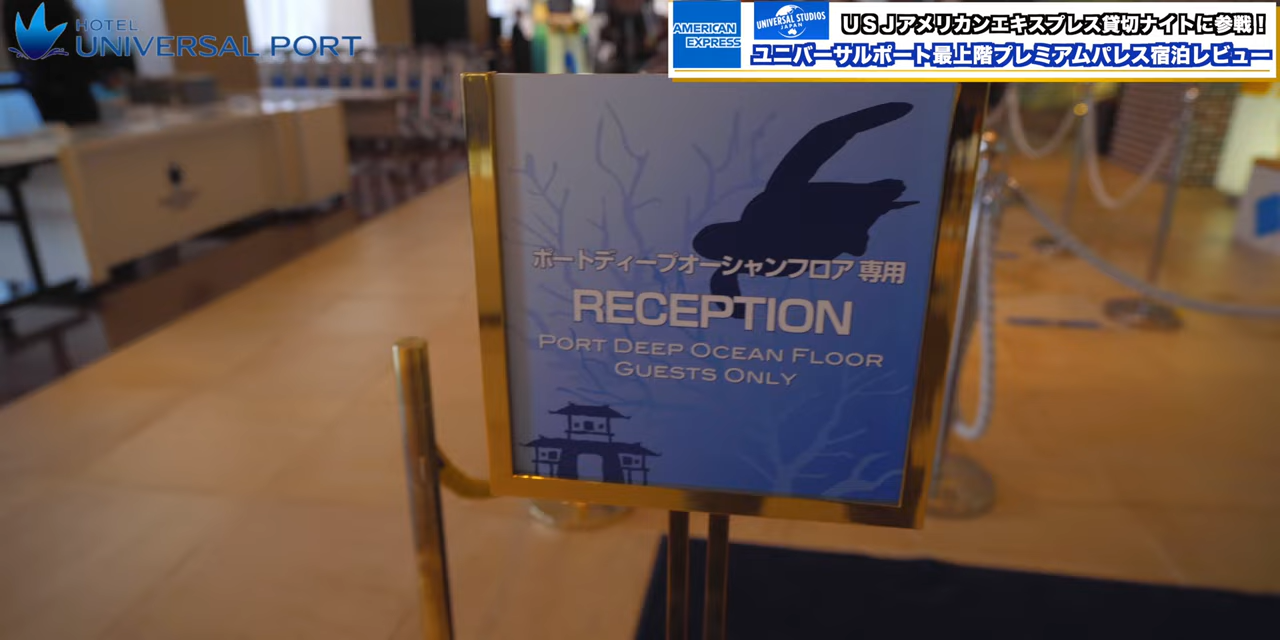 HOTEL
UNIVERSAL PORT
AMERICAN
EXPRESS
UNIVERSAL STUDIOS
JAPAN
USJアメリカンエキスプレス貸切ナイトに参戦！
ユニバーサルポート最上階プレミアムパレス宿泊レビュー
ポートディープオーシャンフロア 専用
RECEPTION
PORT DEEP OCEAN FLOOR
GUESTS ONLY